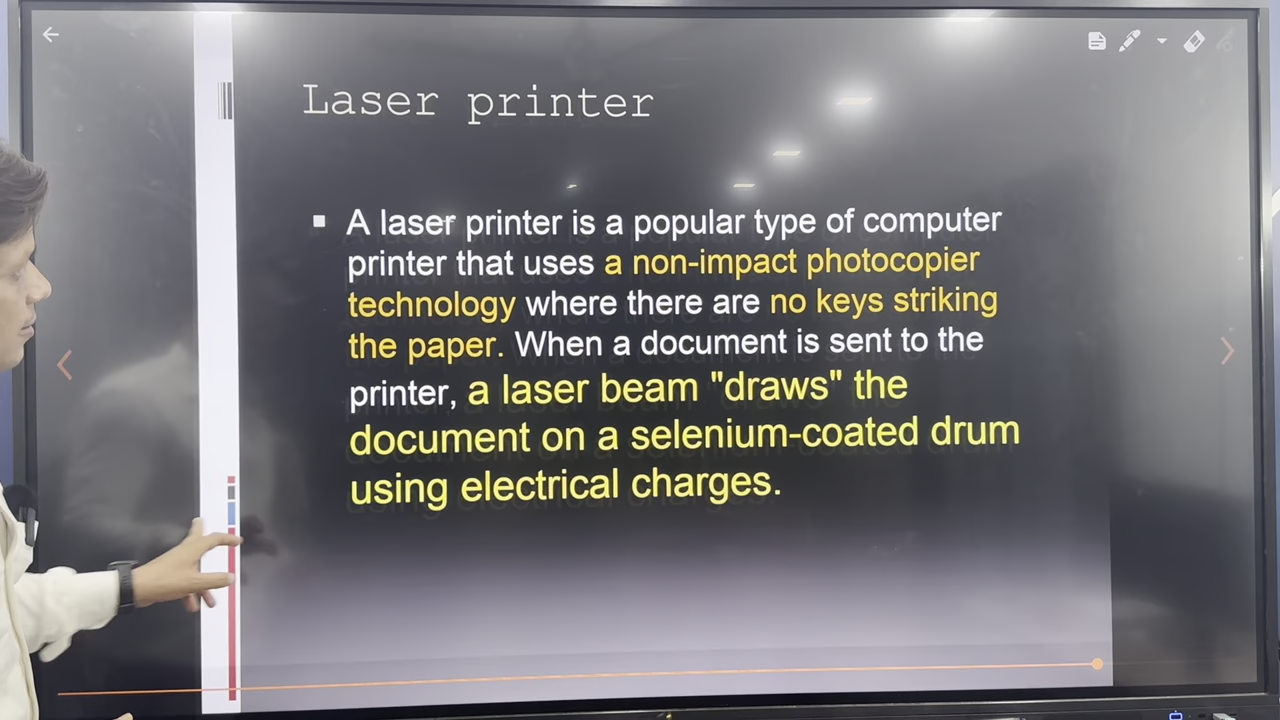 Laser printer
A laser printer is a popular type of computer
printer that uses a non-impact photocopier
technology where there are no keys striking
the paper. When a document is sent to the
printer, a laser beam "draws" the
document on a selenium-coated drum
using electrical charges.